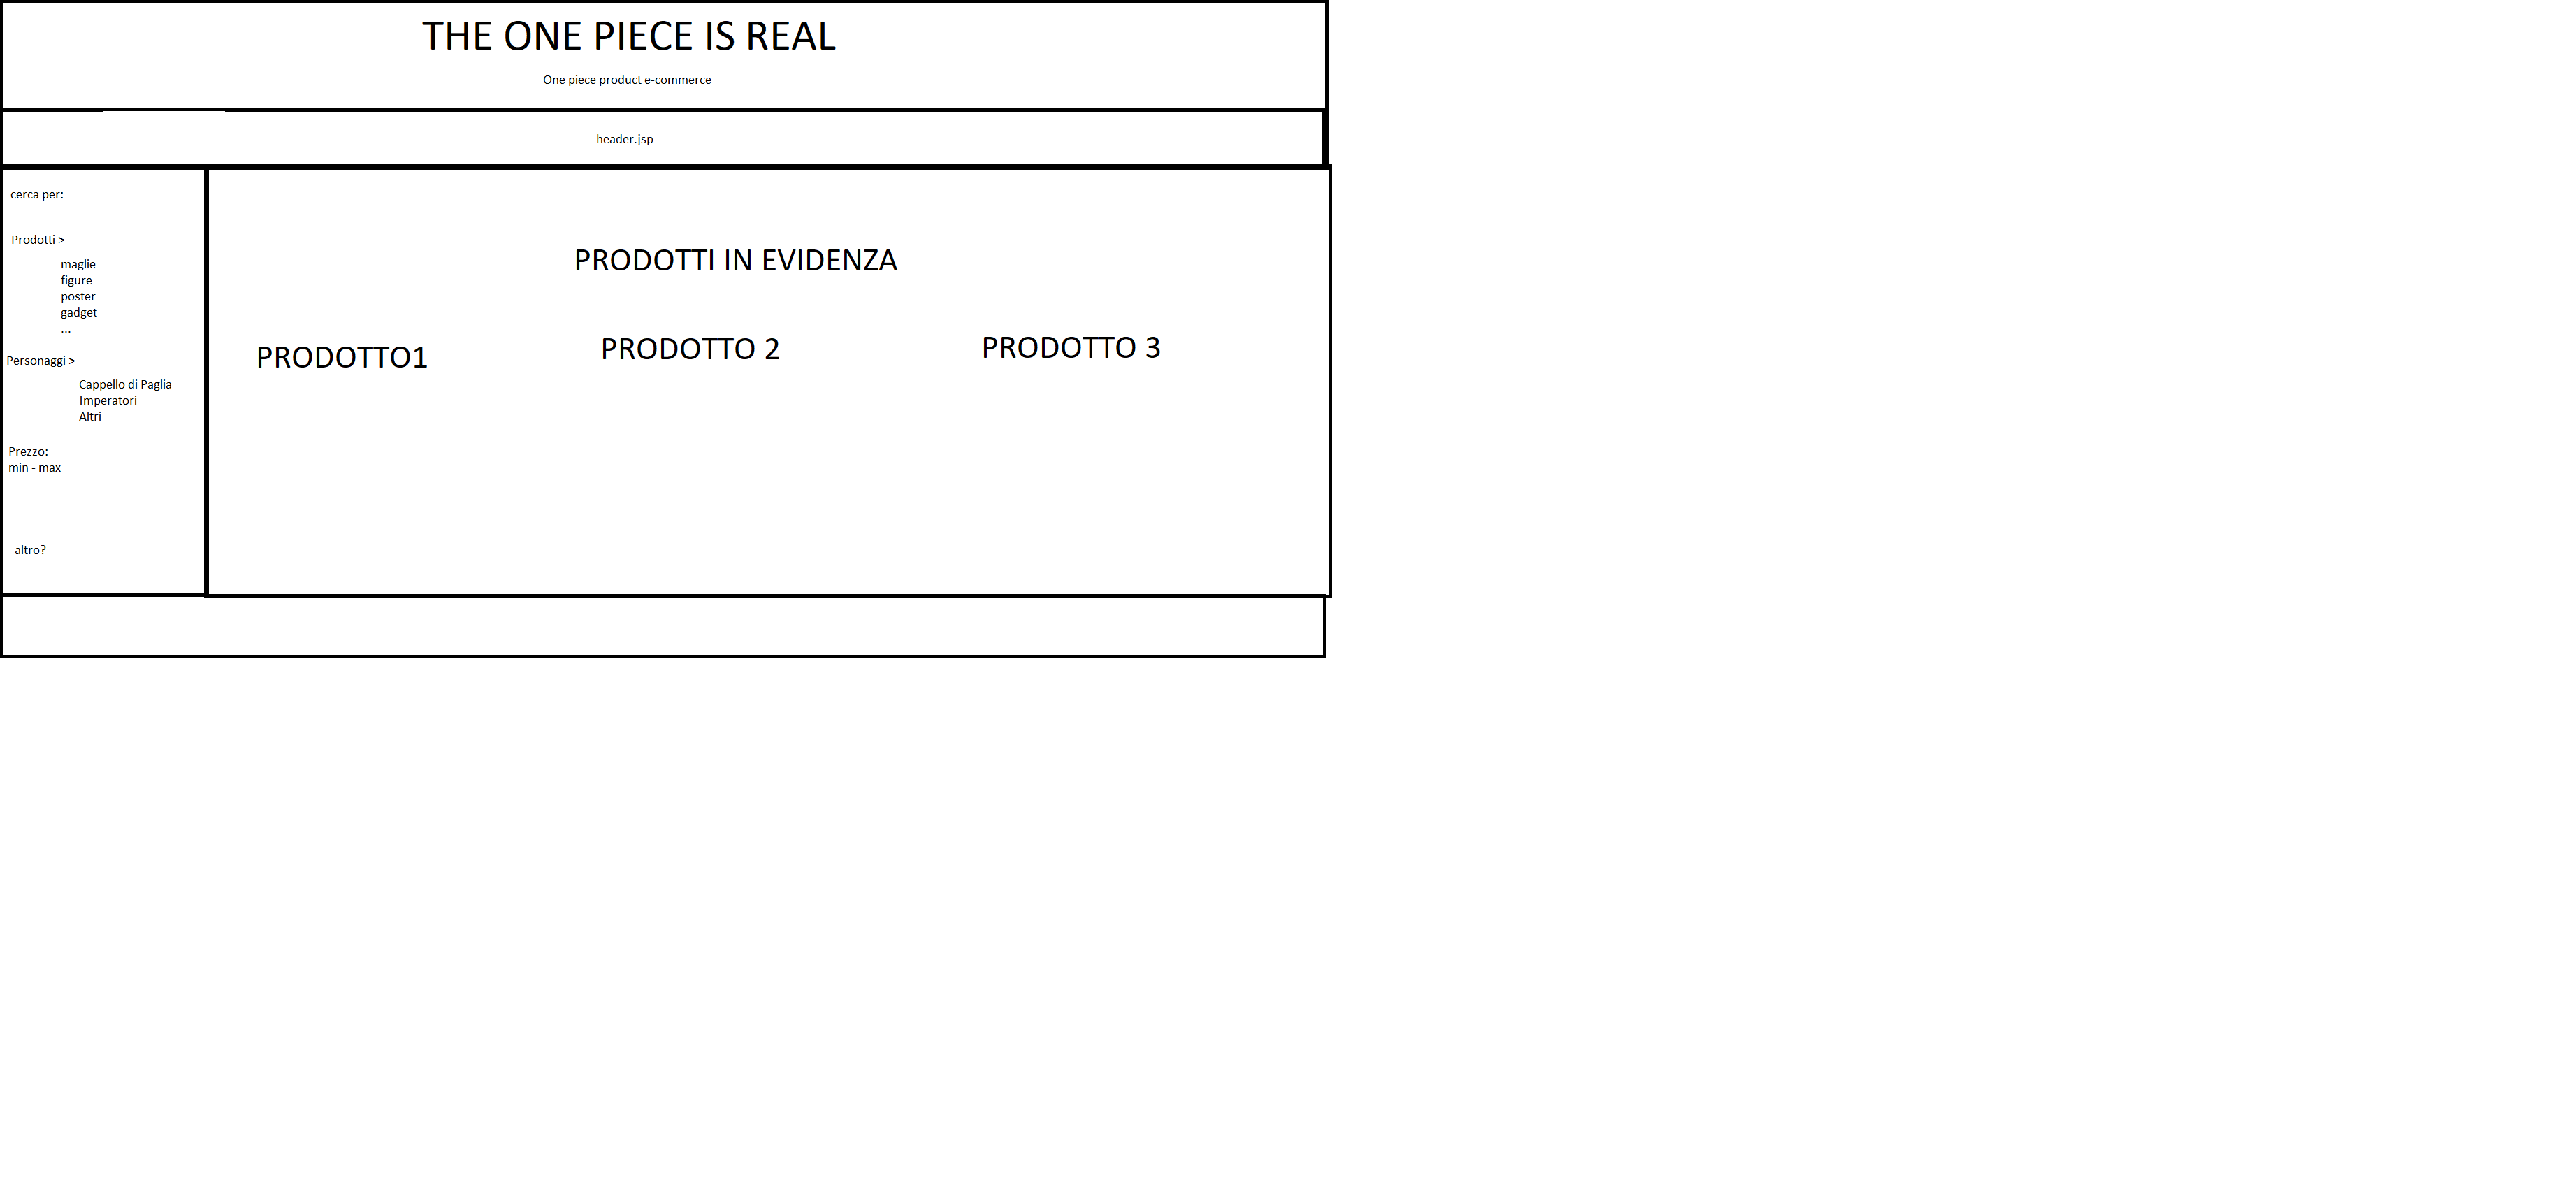 THE ONE PIECE IS REAL
One piece product e-commerce
header.jsp
cerca per:
Prodotti >
maglie
figure
poster
gadget
...
Personaggi >
Cappello di Paglia
Imperatori
Altri
Prezzo:
min - max
altro?
PRODOTTI IN EVIDENZA
PRODOTTO1
PRODOTTO 2
PRODOTTO 3